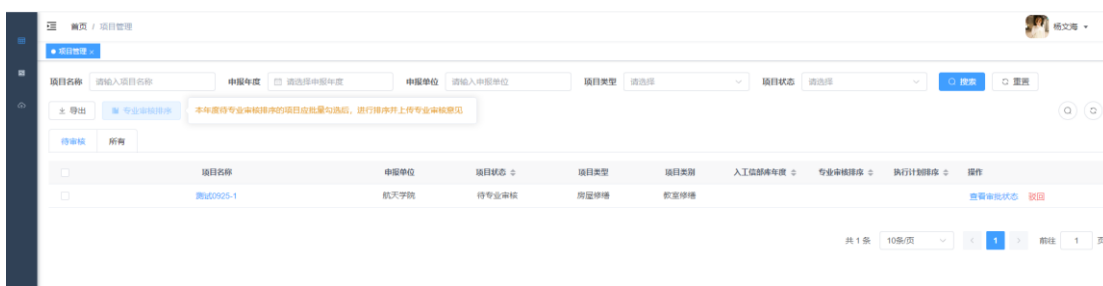 首页 / 项目管理
杨文海
项目管理 ×
项目名称 请输入项目名称 申报年度 请选择申报年度 申报单位 请输入申报单位 项目类型 请选择 项目状态 请选择 搜索 重置
导出 专业审核排序 本年度待专业审核排序的项目应批量勾选后，进行排序并上传专业审核意见
待审核 所有
项目名称 申报单位 项目状态 项目类型 项目类别 入工信部库年度 专业审核排序 执行计划排序 操作
测试0925-1 航天学院 待专业审核 房屋修缮 教室修缮 查看审批状态 驳回
共 1 条 10条/页 < 1 > 前往 1 页